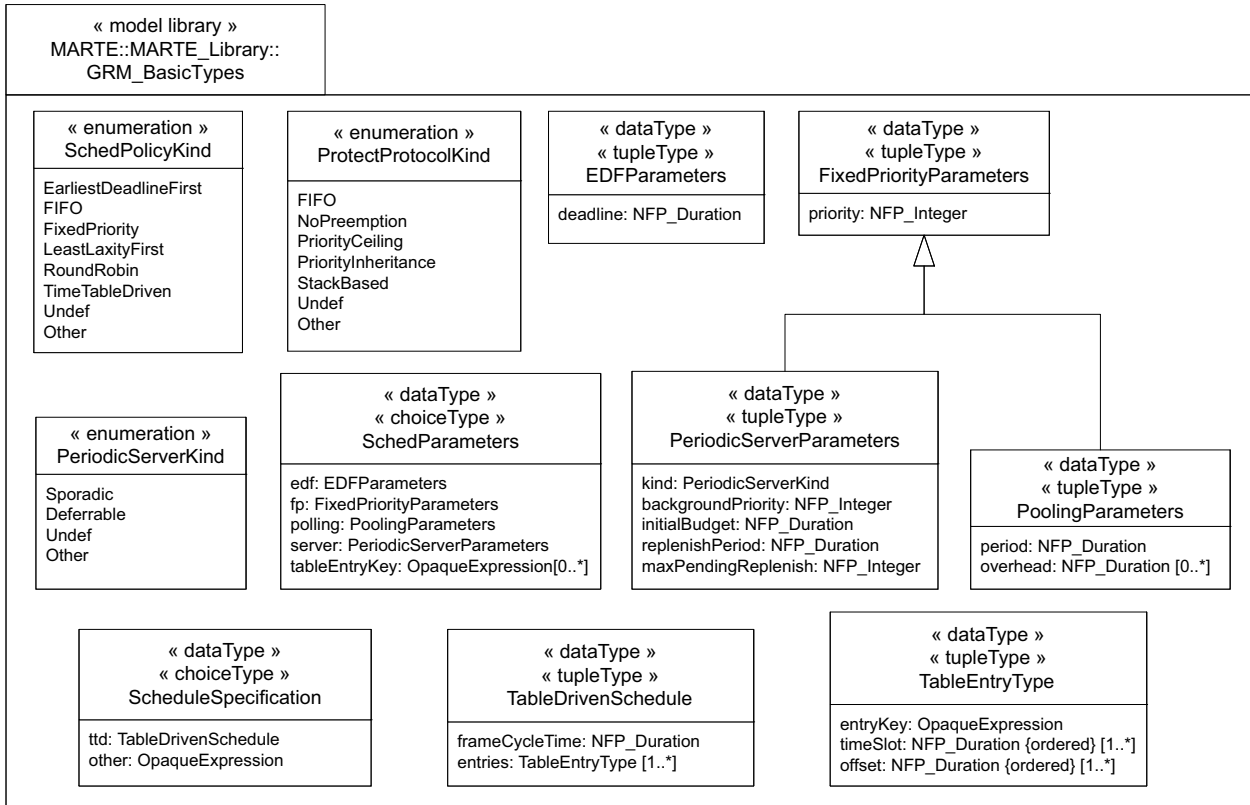 « model library »
MARTE::MARTE_Library::
GRM_BasicTypes
« enumeration »
SchedPolicyKind
EarliestDeadlineFirst
FIFO
FixedPriority
LeastLaxityFirst
RoundRobin
TimeTableDriven
Undef
Other
« enumeration »
ProtectProtocolKind
FIFO
NoPreemption
PriorityCeiling
PriorityInheritance
StackBased
Undef
Other
« dataType »
« tupleType »
EDFParameters
deadline: NFP_Duration
« dataType »
« tupleType »
FixedPriorityParameters
priority: NFP_Integer
« enumeration »
PeriodicServerKind
Sporadic
Deferrable
Undef
Other
« dataType »
« choiceType »
SchedParameters
edf: EDFParameters
fp: FixedPriorityParameters
polling: PoolingParameters
server: PeriodicServerParameters
tableEntryKey: OpaqueExpression[0..*]
« dataType »
« tupleType »
PeriodicServerParameters
kind: PeriodicServerKind
backgroundPriority: NFP_Integer
initialBudget: NFP_Duration
replenishPeriod: NFP_Duration
maxPendingReplenish: NFP_Integer
« dataType »
« tupleType »
PoolingParameters
period: NFP_Duration
overhead: NFP_Duration [0..*]
« dataType »
« choiceType »
ScheduleSpecification
ttd: TableDrivenSchedule
other: OpaqueExpression
« dataType »
« tupleType »
TableDrivenSchedule
frameCycleTime: NFP_Duration
entries: TableEntryType [1..*]
« dataType »
« tupleType »
TableEntryType
entryKey: OpaqueExpression
timeSlot: NFP_Duration {ordered} [1..*]
offset: NFP_Duration {ordered} [1..*]